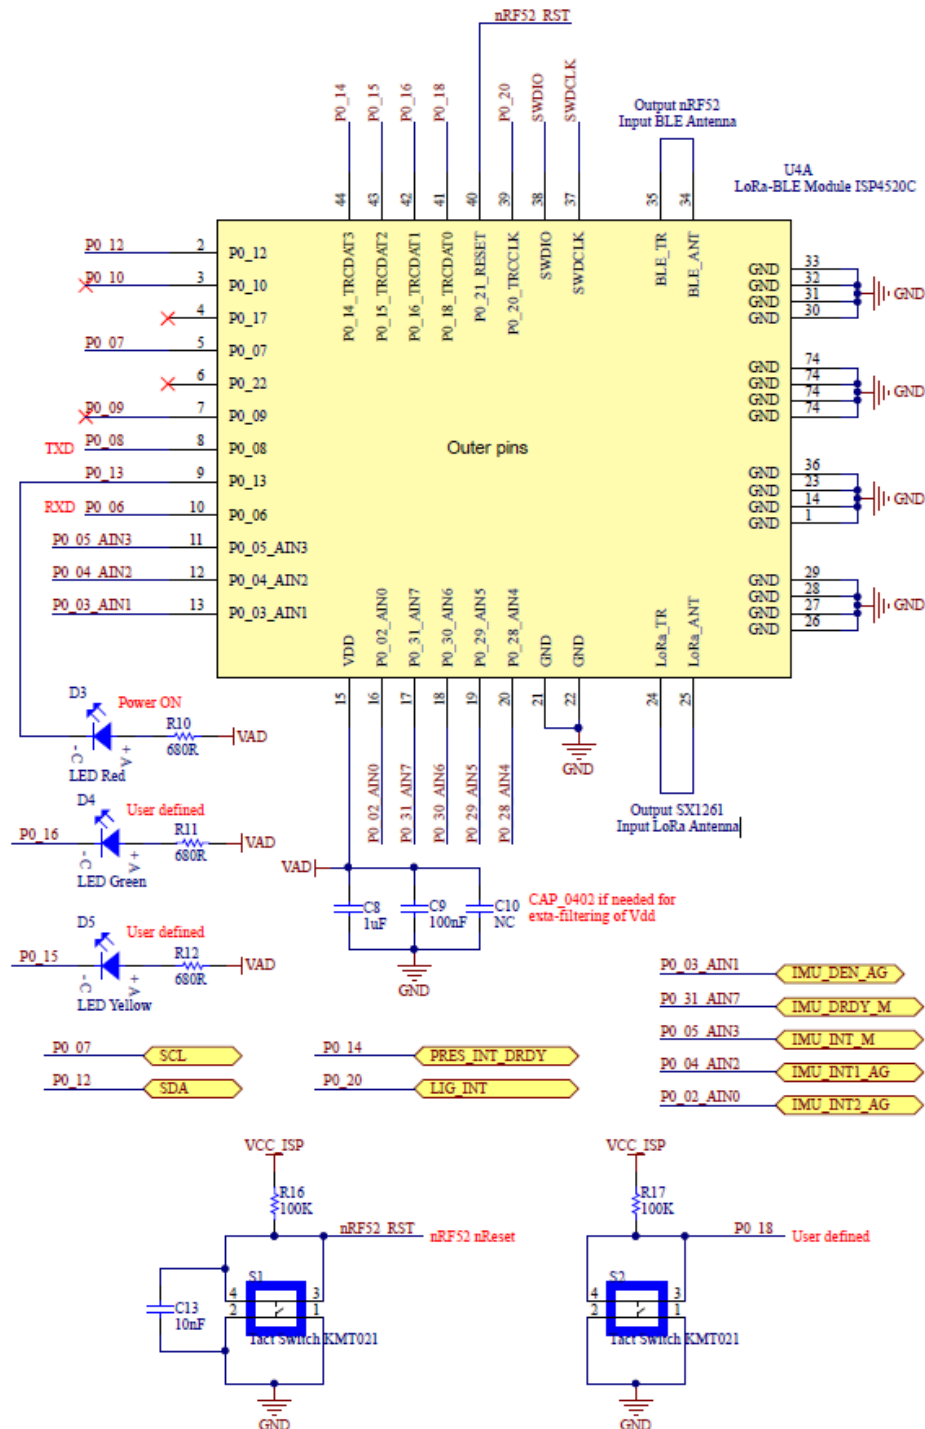 nRF52_RST
P0_14
P0_15
P0_16
P0_18
P0_20
SWDIO
SWDCLK
Output nRF52
Input BLE Antenna
U4A
LoRa-BLE Module ISP4520C
44
43
42
41
40
39
38
37
35
34
P0_14_TRCDAT3
P0_15_TRCDAT2
P0_16_TRCDAT1
P0_18_TRCDAT0
P0_21_RESET
P0_20_TRCCLK
SWDIO
SWDCLK
BLE_TR
BLE_ANT
P0_12 2 P0_12
P0_10 3 P0_10
4 P0_17
P0_07 5 P0_07
6 P0_22
P0_09 7 P0_09
TXD P0_08 8 P0_08
P0_13 9 P0_13
RXD P0_06 10 P0_06
P0_05_AIN3 11 P0_05_AIN3
P0_04_AIN2 12 P0_04_AIN2
P0_03_AIN1 13 P0_03_AIN1
Outer pins
GND 33
GND 32
GND 31
GND 30
GND
GND 74
GND 74
GND 74
GND 74
GND
GND 36
GND 23
GND 14
GND 1
GND
GND 29
GND 28
GND 27
GND 26
GND
VDD
P0_02_AIN0
P0_31_AIN7
P0_30_AIN6
P0_29_AIN5
P0_28_AIN4
GND
GND
LoRa_TR
LoRa_ANT
15
16
17
18
19
20
21
22
24
25
P0_02_AIN0
P0_31_AIN7
P0_30_AIN6
P0_29_AIN5
P0_28_AIN4
GND
Output SX1261
Input LoRa Antenna
D3
Power ON
R10
680R
VAD
- C
+ A
LED Red
D4
User defined
P0_16
R11
680R
VAD
- C
+ A
LED Green
D5
User defined
P0_15
R12
680R
VAD
- C
+ A
LED Yellow
VAD
C8
1uF
C9
100nF
C10
NC
CAP_0402 if needed for
exta-filtering of Vdd
GND
P0_03_AIN1 IMU_DEN_AG
P0_31_AIN7 IMU_DRDY_M
P0_05_AIN3 IMU_INT_M
P0_04_AIN2 IMU_INT1_AG
P0_02_AIN0 IMU_INT2_AG
P0_07 SCL
P0_12 SDA
P0_14 PRES_INT_DRDY
P0_20 LIG_INT
VCC_ISP
R16
100K
nRF52_RST nRF52 nReset
S1
4 3
2 1
C13
10nF
Tact Switch KMT021
GND
VCC_ISP
R17
100K
P0_18 User defined
S2
4 3
2 1
Tact Switch KMT021
GND